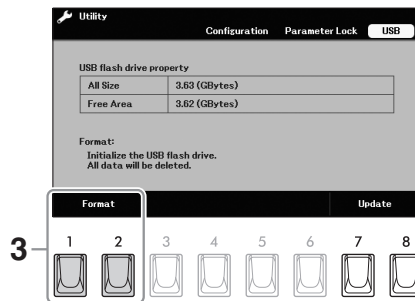 Utility
Configuration Parameter Lock USB
USB flash drive property
All Size 3.63 (GBytes)
Free Area 3.62 (GBytes)
Format:
Initialize the USB flash drive.
All data will be deleted.
Format Update
3
1 2 3 4 5 6 7 8